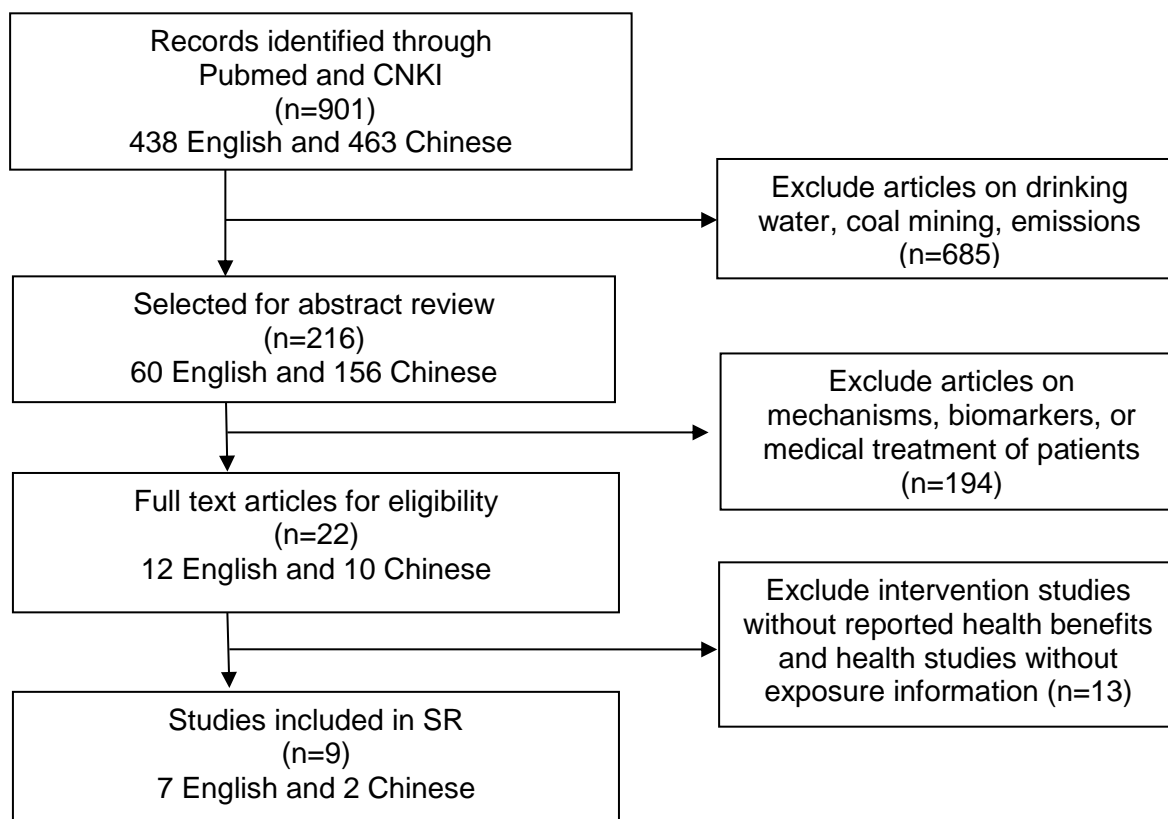 Records identified through
Pubmed and CNKI
(n=901)
438 English and 463 Chinese
Exclude articles on drinking
water, coal mining, emissions
(n=685)
Selected for abstract review
(n=216)
60 English and 156 Chinese
Exclude articles on
mechanisms, biomarkers, or
medical treatment of patients
(n=194)
Full text articles for eligibility
(n=22)
12 English and 10 Chinese
Exclude intervention studies
without reported health benefits
and health studies without
exposure information (n=13)
Studies included in SR
(n=9)
7 English and 2 Chinese